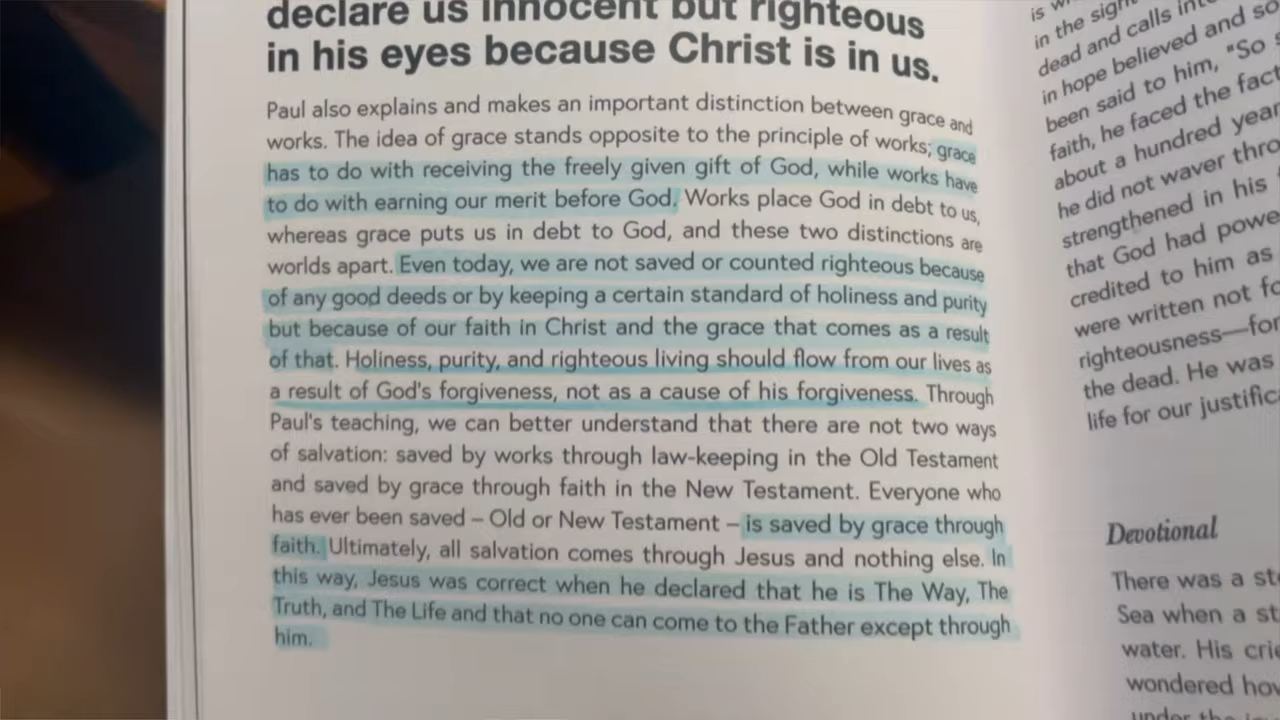 declare us innocent but righteous
in his eyes because Christ is in us.
Paul also explains and makes an important distinction between grace and
works. The idea of grace stands opposite to the principle of works; grace
has to do with receiving the freely given gift of God, while works have
to do with earning our merit before God. Works place God in debt to us,
whereas grace puts us in debt to God, and these two distinctions are
worlds apart. Even today, we are not saved or counted righteous because
of any good deeds or by keeping a certain standard of holiness and purity
but because of our faith in Christ and the grace that comes as a result
of that. Holiness, purity, and righteous living should flow from our lives as
a result of God's forgiveness, not as a cause of his forgiveness. Through
Paul's teaching, we can better understand that there are not two ways
of salvation: saved by works through law-keeping in the Old Testament
and saved by grace through faith in the New Testament. Everyone who
has ever been saved – Old or New Testament – is saved by grace through
faith. Ultimately, all salvation comes through Jesus and nothing else. In
this way, Jesus was correct when he declared that he is The Way, The
Truth, and The Life and that no one can come to the Father except through
him.
is
in the sight
dead and calls
in hope believed and so
been said to him, "So
faith, he faced the fact
about a hundred year
he did not waver
strengthened in his
that God had
credited to him as
were written not
righteousness—for
the dead. He was
life for our
Devotional
There was a
Sea when a
water. His
wondered
under the